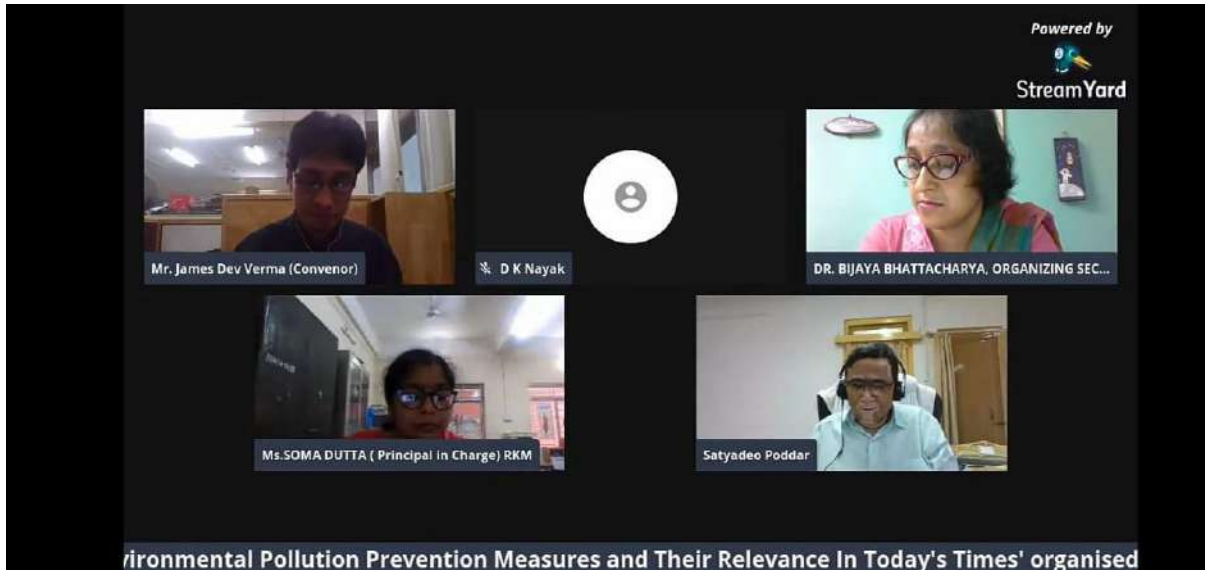 Powered by
StreamYard
Mr. James Dev Verma (Convenor)
D K Nayak
DR. BIJAYA BHATTACHARYA, ORGANIZING SEC...
Ms.SOMA DUTTA ( Principal in Charge) RKM
Satyadeo Poddar
vironmental Pollution Prevention Measures and Their Relevance In Today's Times' organised